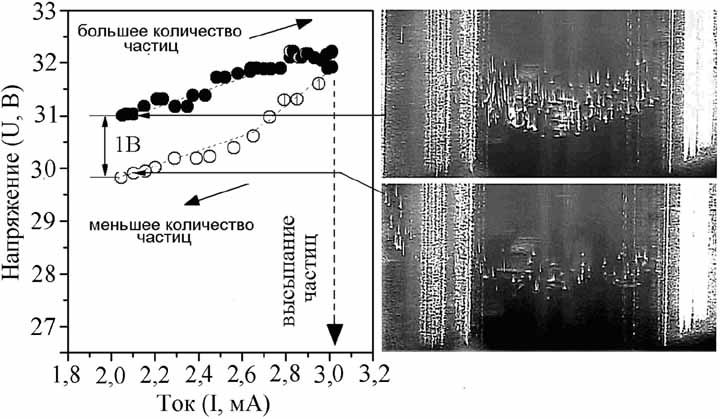 большее количество
частиц
Напряжение (U, В)
33
32
31
30
29
28
27
1В
меньшее количество
частиц
высыпание
частиц
1,8
2,0
2,2
2,4
2,6
2,8
3,0
3,2
Ток (I, мА)